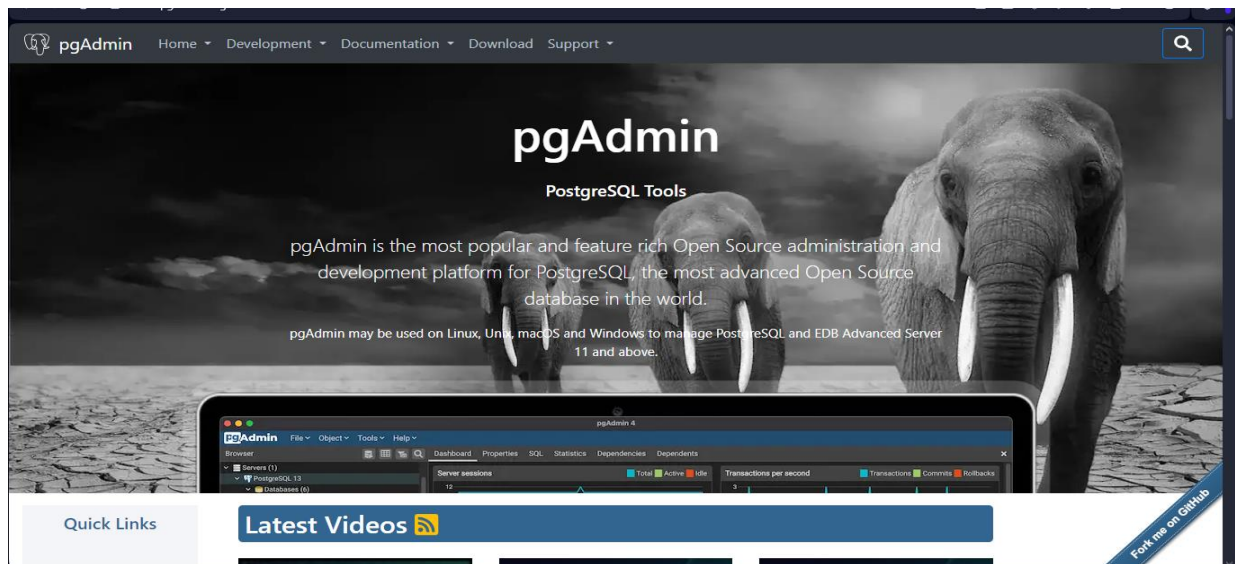 pgAdmin Home Development Documentation Download Support
pgAdmin
PostgreSQL Tools
pgAdmin is the most popular and feature rich Open Source administration and
development platform for PostgreSQL, the most advanced Open Source
database in the world.
pgAdmin may be used on Linux, Unix, macOS and Windows to manage PostgreSQL and EDB Advanced Server
11 and above.
pgAdmin 4
pgAdmin File Object Tools Help
Browser Dashboard Properties SQL Statistics Dependencies Dependents
Servers (1) Server sessions Total Active Idle Transactions per second Transactions Commits Rollbacks
PostgreSQL 13
Databases (6) 12 3
Quick Links
Latest Videos
Fork me on GitHub